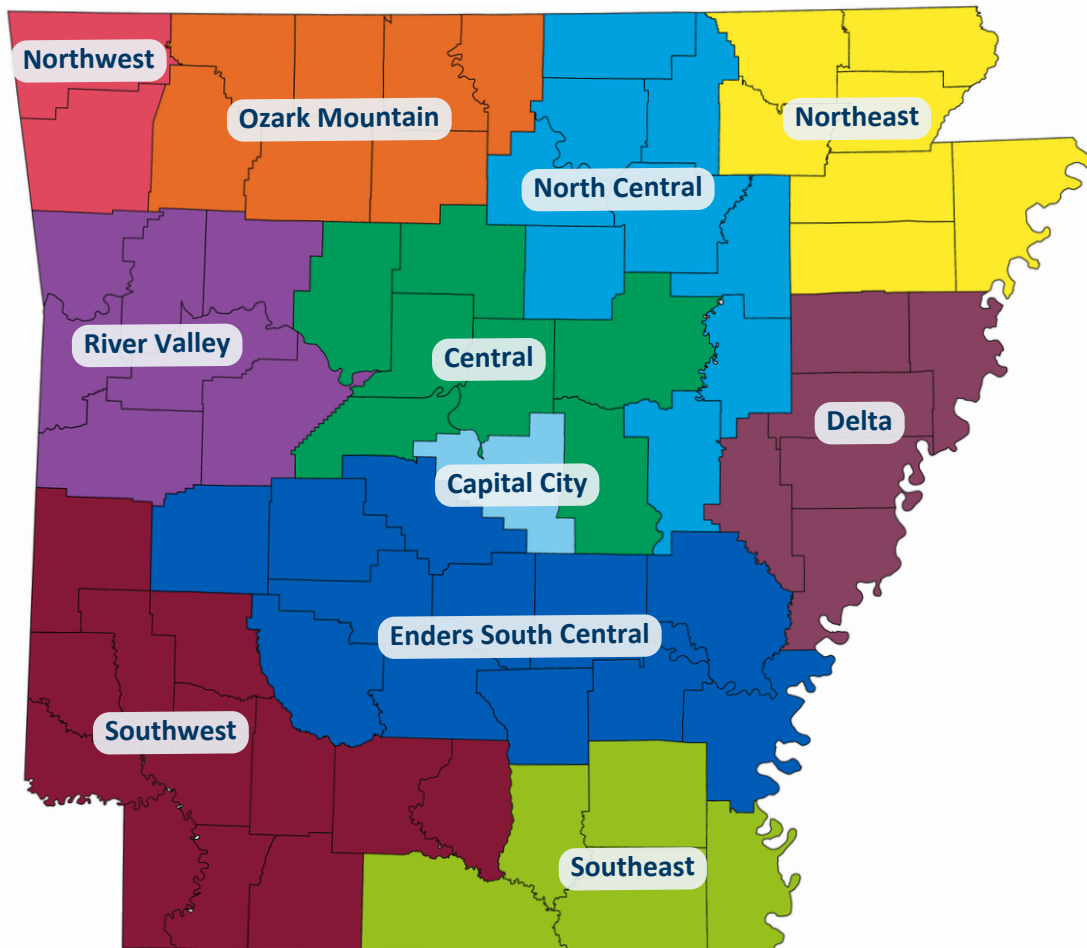 Northwest
Ozark Mountain
Northeast
North Central
River Valley
Central
Delta
Capital City
Enders South Central
Southwest
Southeast